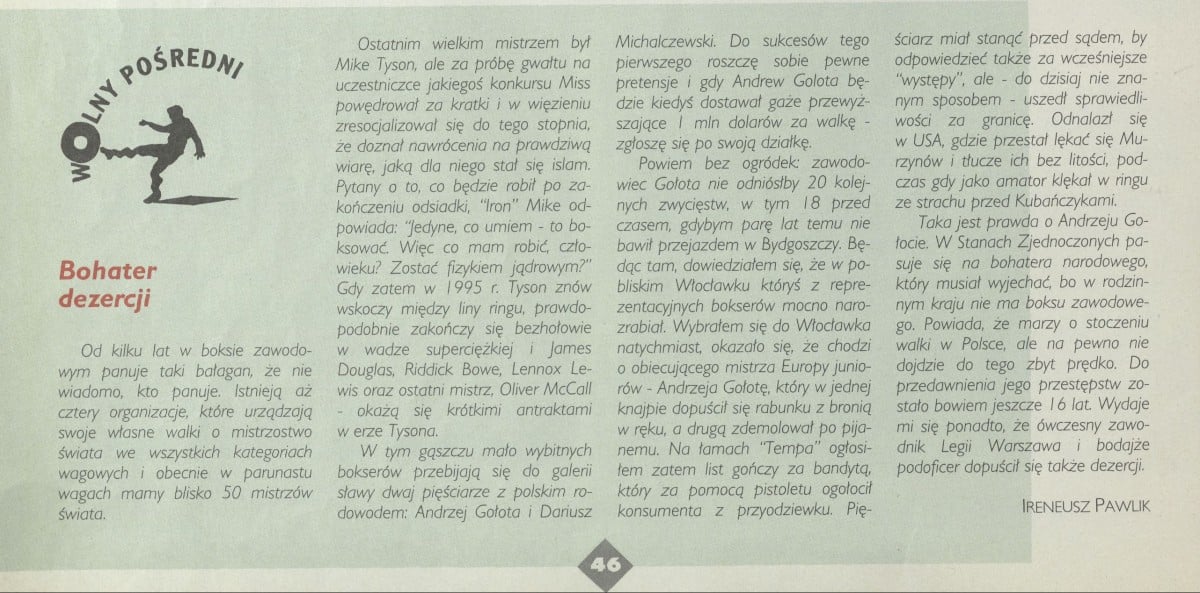 WOLNY POŚREDNI
Bohater
dezercji
Od kilku lat w boksie zawodo-
wym panuje taki bałagan, że nie
wiadomo, kto panuje. Istnieją aż
cztery organizacje, które urządzają
swoje własne walki o mistrzostwo
świata we wszystkich kategoriach
wagowych i obecnie w parunastu
wagach mamy blisko 50 mistrzów
świata.
Ostatnim wielkim mistrzem był
Mike Tyson, ale za próbę gwałtu na
uczestniczce jakiegoś konkursu Miss
powędrował za kratki i w więzieniu
zresocjalizował się do tego stopnia,
że doznał nawrócenia na prawdziwą
wiarę, jaką dla niego stał się islam.
Pytany o to, co będzie robił po za-
kończeniu odsiadki, "Iron" Mike od-
powiada: "Jedyne, co umiem - to bo-
ksować. Więc co mam robić, czło-
wieku? Zostać fizykiem jądrowym?"
Gdy zatem w 1995 r. Tyson znów
wskoczy między liny ringu, prawdo-
podobnie zakończy się bezhołowie
w wadze superciężkiej i James
Douglas, Riddick Bowe, Lennox Le-
wis oraz ostatni mistrz, Oliver McCall
- okażą się krótkimi antraktami
w erze Tysona.
W tym gąszczu mało wybitnych
bokserów przebijają się do galerii
sławy dwaj pięściarze z polskim ro-
dowodem: Andrzej Gołota i Dariusz
Michalczewski. Do sukcesów tego
pierwszego roszczę sobie pewne
pretensje i gdy Andrew Golota bę-
dzie kiedyś dostawał gaże przewyż-
szające 1 mln dolarów za walkę -
zgłoszę się po swoją działkę.
Powiem bez ogródek: zawodo-
wiec Gołota nie odniósłby 20 kolej-
nych zwycięstw, w tym 18 przed
czasem, gdybym parę lat temu nie
bawił przejazdem w Bydgoszczy. Bę-
dąc tam, dowiedziałem się, że w po-
bliskim Włocławku któryś z repre-
zentacyjnych bokserów mocno naro-
zrabiał. Wybrałem się do Włocławka
natychmiast, okazało się, że chodzi
o obiecującego mistrza Europy junio-
rów - Andrzeja Gołotę, który w jednej
knajpie dopuścił się rabunku z bronią
w ręku, a drugą zdemolował po pija-
nemu. Na łamach "Tempa" ogłosi-
łem zatem list gończy za bandytą,
który za pomocą pistoletu ogołocił
konsumenta z przyodziewku. Pię-
ściarz miał stanąć przed sądem, by
odpowiedzieć także za wcześniejsze
"występy", ale - do dzisiaj nie zna-
nym sposobem - uszedł sprawiedli-
wości za granicę. Odnalazł się
w USA, gdzie przestał lękać się Mu-
rzynów i tłucze ich bez litości, pod-
czas gdy jako amator klękał w ringu
ze strachu przed Kubańczykami.
Taka jest prawda o Andrzeju Go-
łocie. W Stanach Zjednoczonych pa-
suje się na bohatera narodowego,
który musiał wyjechać, bo w rodzin-
nym kraju nie ma boksu zawodowe-
go. Powiada, że marzy o stoczeniu
walki w Polsce, ale na pewno nie
dojdzie do tego zbyt prędko. Do
przedawnienia jego przestępstw zo-
stało bowiem jeszcze 16 lat. Wydaje
mi się ponadto, że ówczesny zawo-
dnik Legii Warszawa i bodajże
podoficer dopuścił się także dezercji.
IRENEUSZ PAWLIK
46